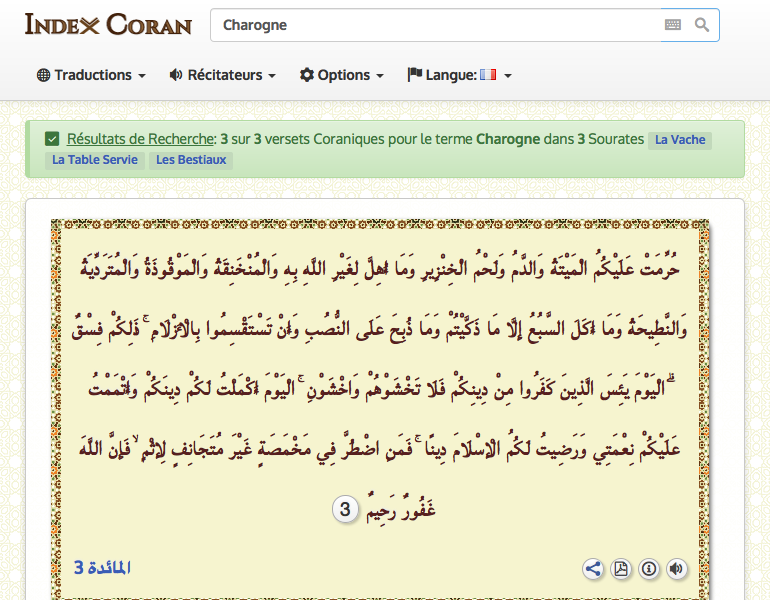 INDEX CORAN
Charogne
Traductions
Récitateurs
Options
Langue:
Résultats de Recherche: 3 sur 3 versets Coraniques pour le terme Charogne dans 3 Sourates La Vache
La Table Servie Les Bestiaux
حُرِّمَتْ عَلَيْكُمُ الْمَيْتَةُ وَالدَّمُ وَلَحْمُ الْخِنْزِيرِ وَمَا أُهِلَّ لِغَيْرِ اللَّهِ بِهِ وَالْمُنْخَنِقَةُ وَالْمَوْقُوذَةُ وَالْمُتَرَدِّيَةُ
وَالنَّطِيحَةُ وَمَا أَكَلَ السَّبُعُ إِلَّا مَا ذَكَّيْتُمْ وَمَا ذُبِحَ عَلَى النُّصُبِ وَأَنْ تَسْتَقْسِمُوا بِالْأَزْلَامِ ۚ ذَٰلِكُمْ فِسْقٌ
ۗ الْيَوْمَ يَئِسَ الَّذِينَ كَفَرُوا مِنْ دِينِكُمْ فَلَا تَخْشَوْهُمْ وَاخْشَوْنِ ۚ الْيَوْمَ أَكْمَلْتُ لَكُمْ دِينَكُمْ وَأَتْمَمْتُ
عَلَيْكُمْ نِعْمَتِي وَرَضِيتُ لَكُمُ الْإِسْلَامَ دِينًا ۚ فَمَنِ اضْطُرَّ فِي مَخْمَصَةٍ غَيْرَ مُتَجَانِفٍ لِإِثْمٍ ۙ فَإِنَّ اللَّهَ
غَفُورٌ رَحِيمٌ 3
المائدة 3